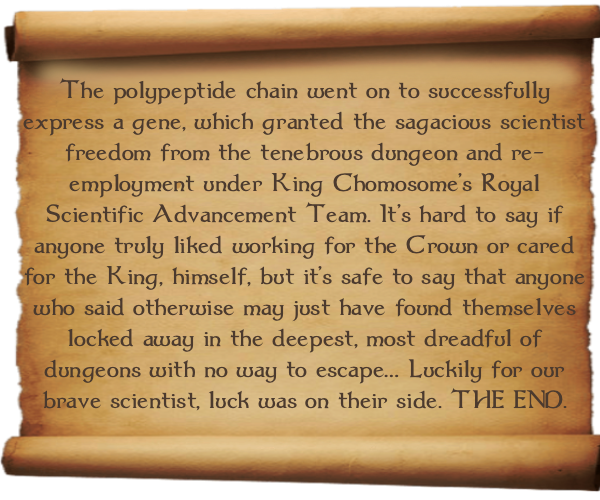 The polypeptide chain went on to successfully
express a gene, which granted the sagacious scientist
freedom from the tenebrous dungeon and re-
employment under King Chomosome's Royal
Scientific Advancement Team. It's hard to say if
anyone truly liked working for the Crown or cared
for the King, himself, but it's safe to say that anyone
who said otherwise may just have found themselves
locked away in the deepest, most dreadful of
dungeons with no way to escape... Luckily for our
brave scientist, luck was on their side. THE END.